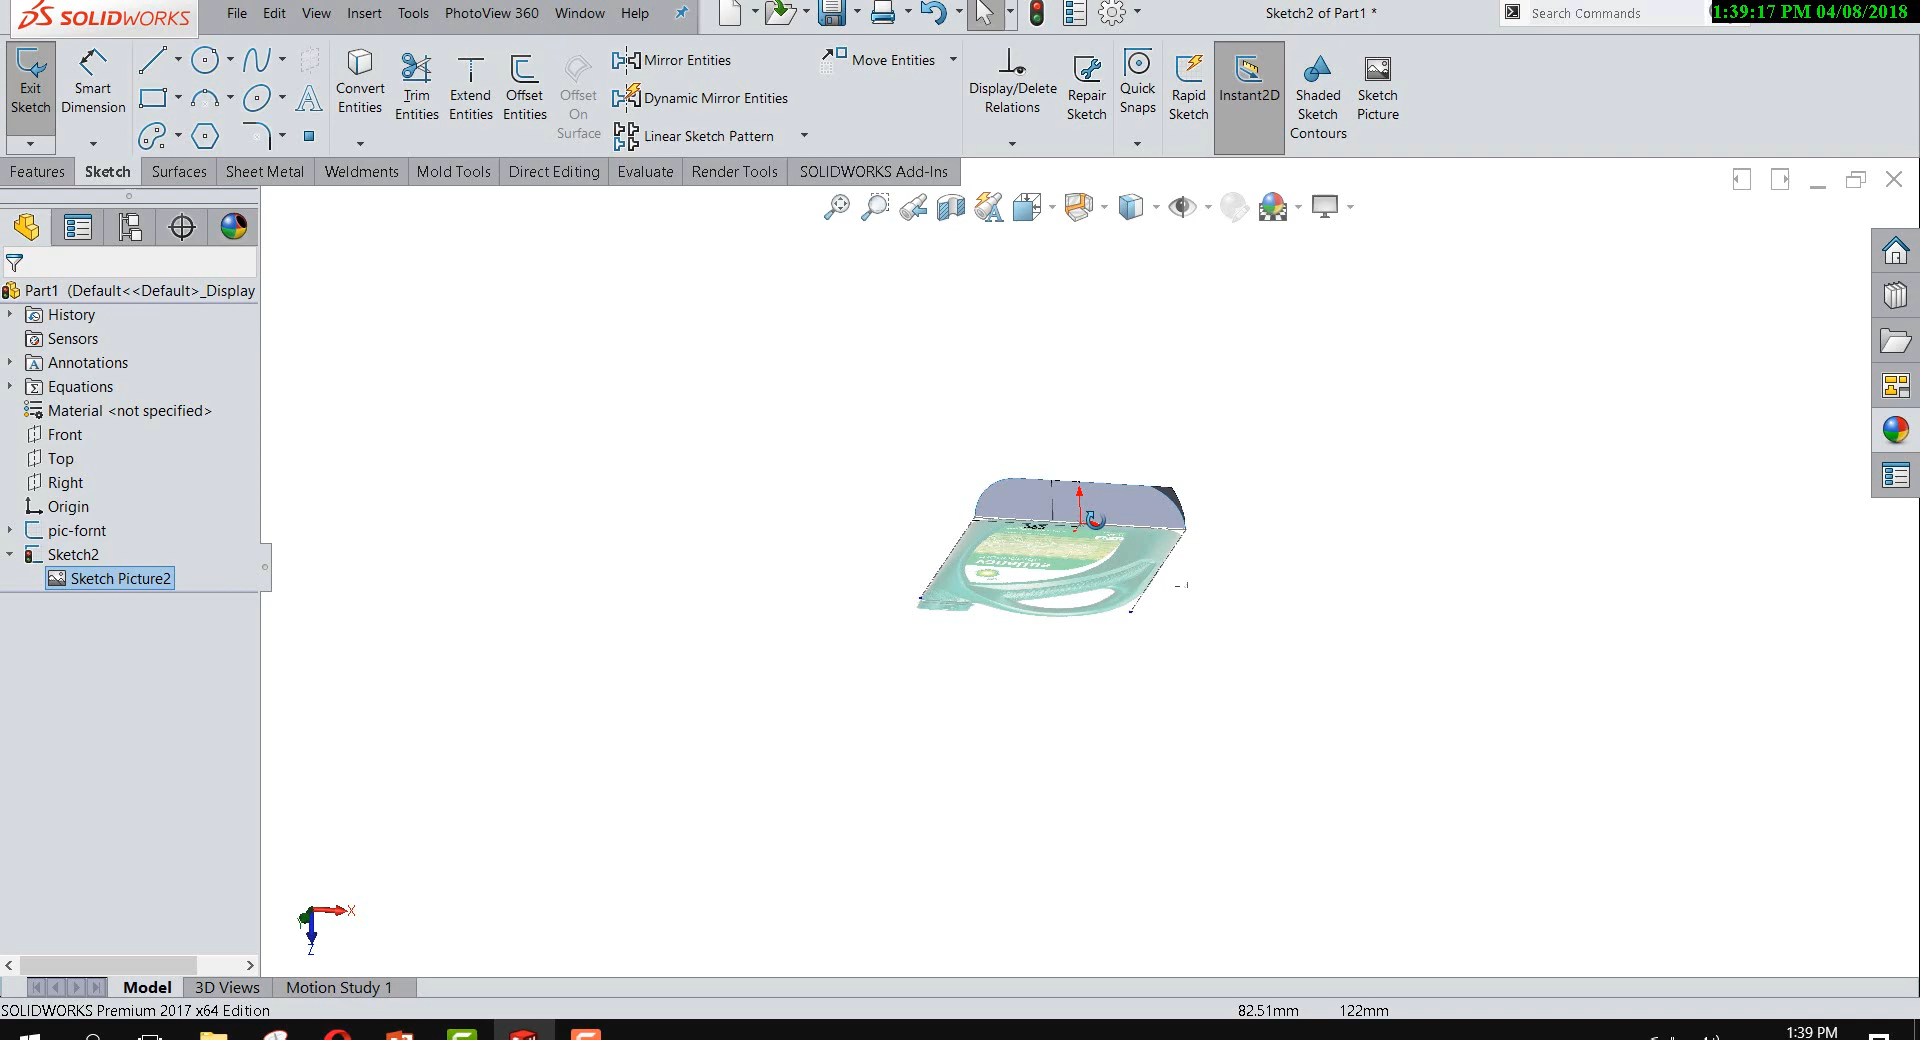 SOLIDWORKS
File Edit View Insert Tools PhotoView 360 Window Help
Sketch2 of Part1 *
Search Commands
1:39:17 PM 04/08/2018
Exit Sketch
Smart Dimension
Convert Entities
Trim Entities
Extend Entities
Offset Entities
Offset On Surface
Mirror Entities
Dynamic Mirror Entities
Linear Sketch Pattern
Move Entities
Display/Delete Relations
Repair Sketch
Quick Snaps
Rapid Sketch
Instant2D
Shaded Sketch Contours
Sketch Picture
Features Sketch Surfaces Sheet Metal Weldments Mold Tools Direct Editing Evaluate Render Tools SOLIDWORKS Add-Ins
Part1 (Default<<Default>_Display
History
Sensors
Annotations
Equations
Material <not specified>
Front
Top
Right
Origin
pic-fornt
Sketch2
Sketch Picture2
X
Z
Model 3D Views Motion Study 1
SOLIDWORKS Premium 2017 x64 Edition
82.51mm 122mm
1:39 PM